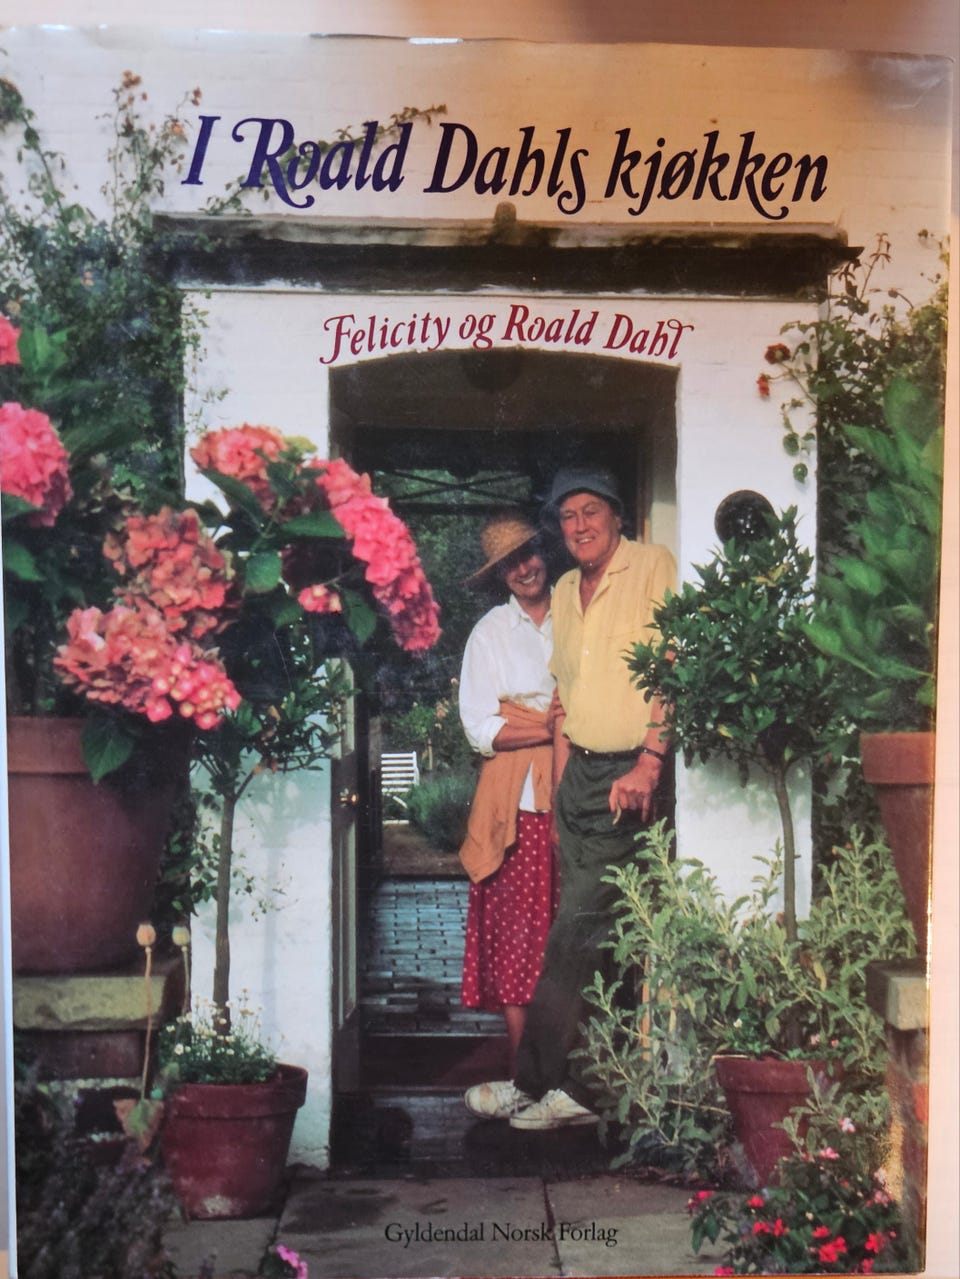 I Roald Dahls kjøkken
Felicity og Roald Dahl
Gyldendal Norsk Forlag